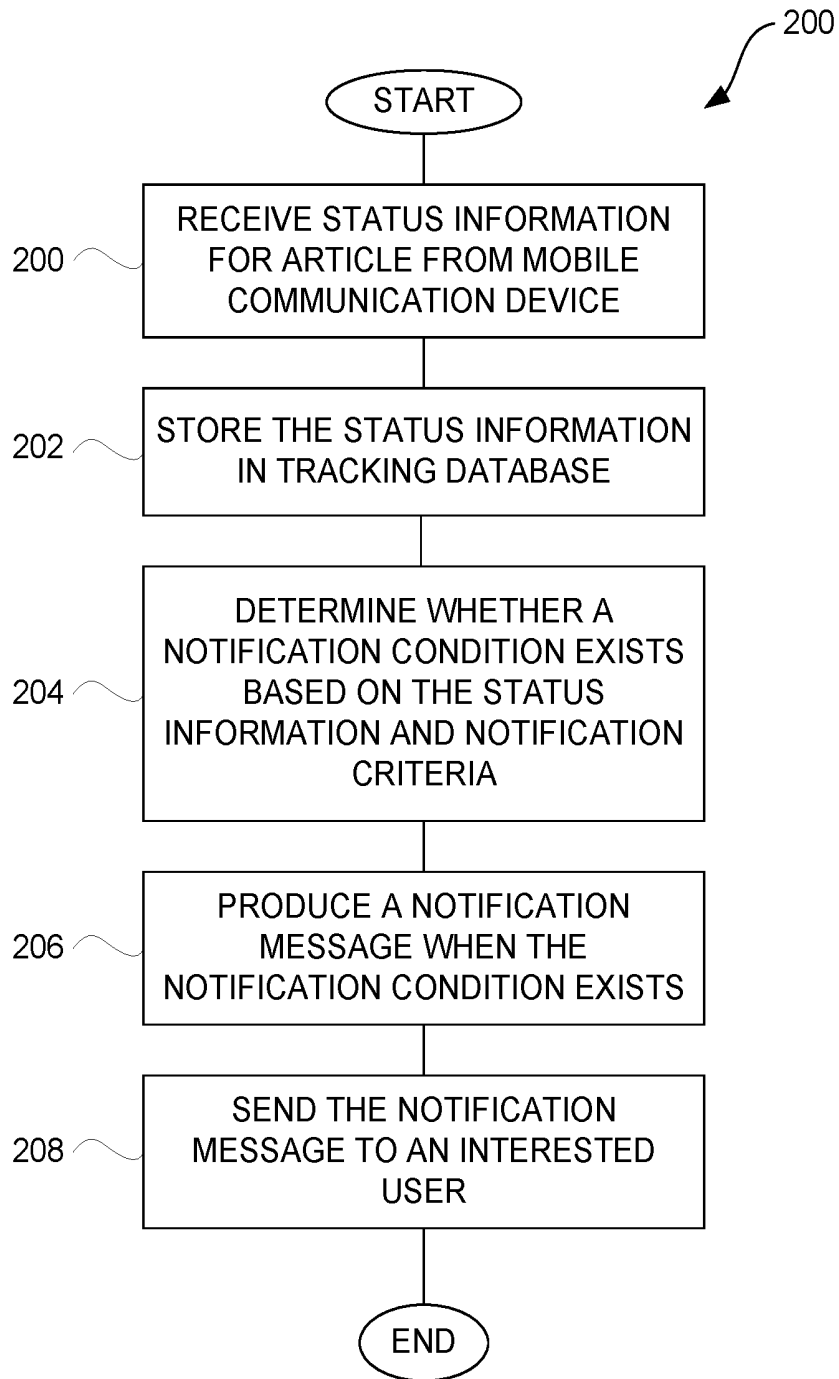 200
START
200
RECEIVE STATUS INFORMATION
FOR ARTICLE FROM MOBILE
COMMUNICATION DEVICE
202
STORE THE STATUS INFORMATION
IN TRACKING DATABASE
204
DETERMINE WHETHER A
NOTIFICATION CONDITION EXISTS
BASED ON THE STATUS
INFORMATION AND NOTIFICATION
CRITERIA
206
PRODUCE A NOTIFICATION
MESSAGE WHEN THE
NOTIFICATION CONDITION EXISTS
208
SEND THE NOTIFICATION
MESSAGE TO AN INTERESTED
USER
END